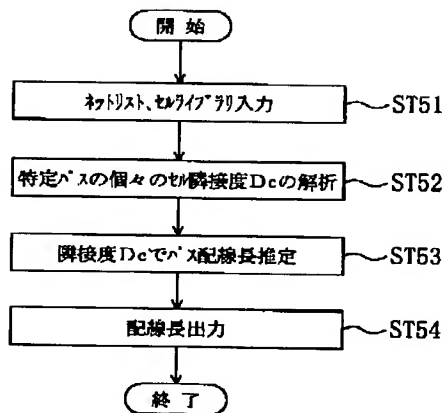 開始
ネットリスト、セルライブラリ入力
ST51
特定パスの個々のセル隣接度Dcの解析
ST52
隣接度Dcでパス配線長推定
ST53
配線長出力
ST54
終了